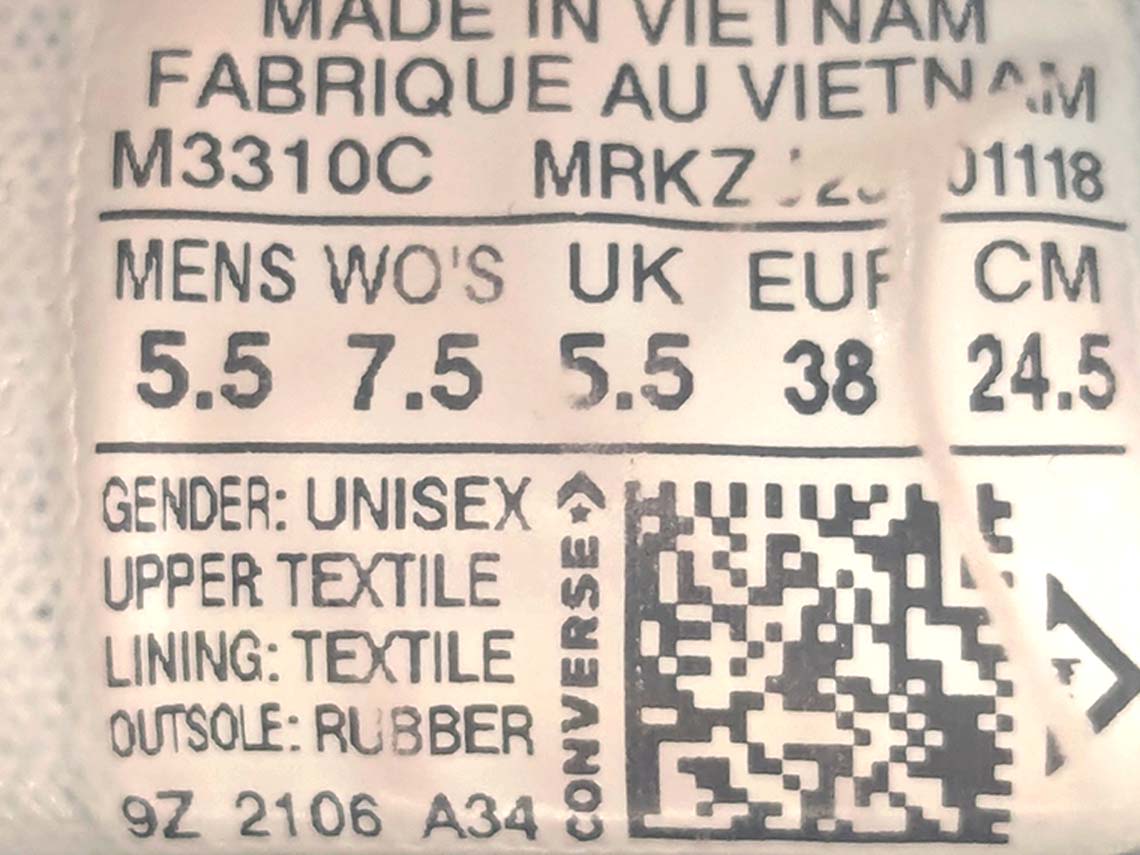 MADE IN VIETNAM
FABRIQUE AU VIETNAM
M3310C MRKZ
MENS WO'S UK EUR CM
5.5 7.5 5.5 38 24.5
GENDER: UNISEX
UPPER TEXTILE
LINING: TEXTILE
OUTSOLE: RUBBER
9Z 2106 A34
CONVERSE